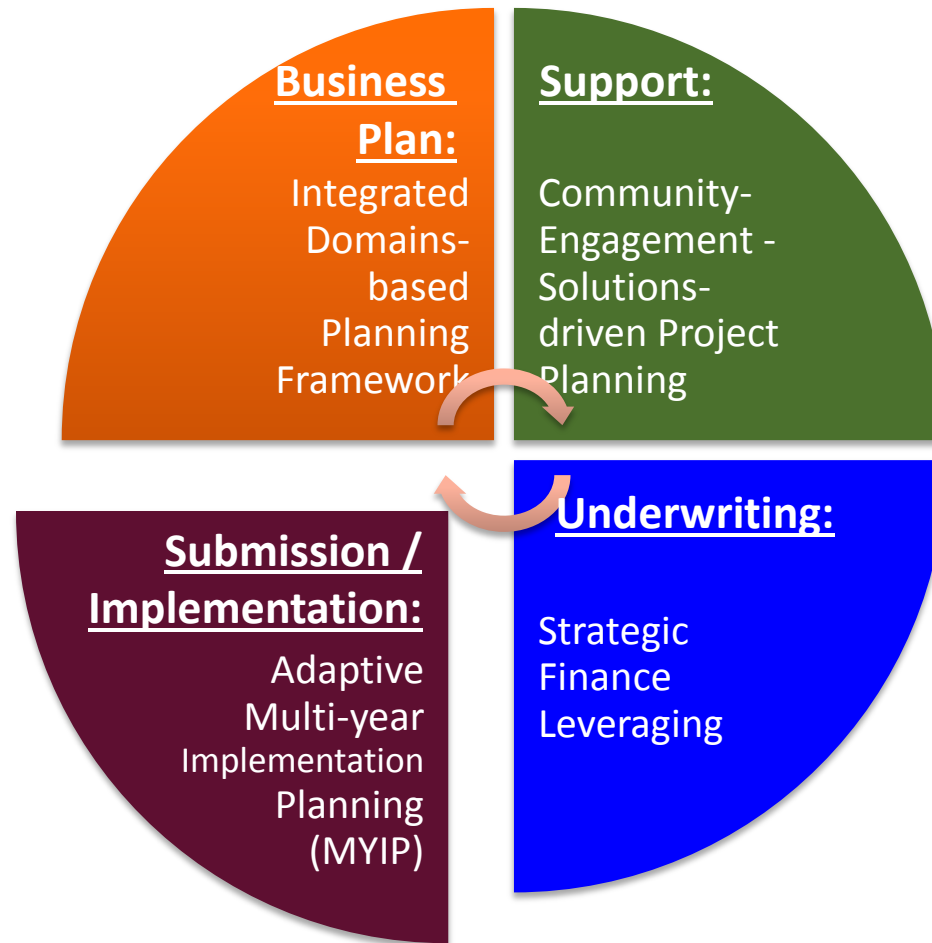 Business
Plan:
Integrated
Domains-
based
Planning
Framework
Support:
Community-
Engagement -
Solutions-
driven Project
Planning
Underwriting:
Strategic
Finance
Leveraging
Submission /
Implementation:
Adaptive
Multi-year
Implementation
Planning
(MYIP)